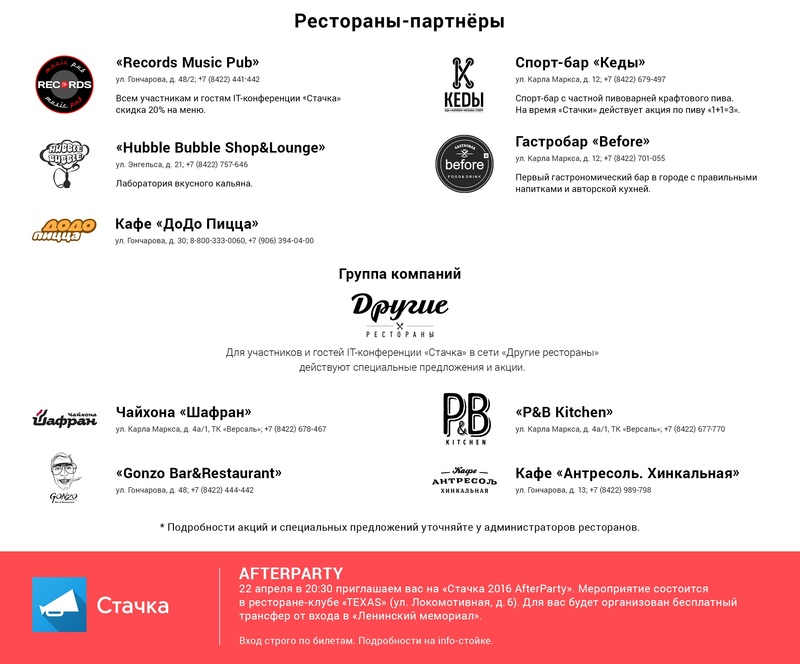 Рестораны-партнёры
music pub
RECORDS
music pub
«Records Music Pub»
ул. Гончарова, д. 48/2; +7 (8422) 441-442
Всем участникам и гостям IT-конференции «Стачка»
скидка 20% на меню.
КЕДЫ
Спорт-бар «Кеды»
ул. Карла Маркса, д. 12; +7 (8422) 679-497
Спорт-бар с частной пивоварней крафтового пива.
На время «Стачки» действует акция по пиву «1+1=3».
HUBBLE
BUBBLE
«Hubble Bubble Shop&Lounge»
ул. Энгельса, д. 21; +7 (8422) 757-646
Лаборатория вкусного кальяна.
ГАСТРОБАР
before
FOOD & DRINK
Гастробар «Before»
ул. Карла Маркса, д. 12; +7 (8422) 701-055
Первый гастрономический бар в городе с правильными
напитками и авторской кухней.
ДОДО
ПИЦЦА
Кафе «ДоДо Пицца»
ул. Гончарова, д. 30; 8-800-333-0060, +7 (906) 394-04-00
Группа компаний
Другие
РЕСТОРАНЫ
Для участников и гостей IT-конференции «Стачка» в сети «Другие рестораны»
действуют специальные предложения и акции.
Чайхона
Шафран
Чайхона «Шафран»
ул. Карла Маркса, д. 4а/1, ТК «Версаль»; +7 (8422) 678-467
P&B
KITCHEN
«P&B Kitchen»
ул. Карла Маркса, д. 4а/1, ТК «Версаль»; +7 (8422) 677-770
GONZO
«Gonzo Bar&Restaurant»
ул. Гончарова, д. 48; +7 (8422) 444-442
Кафе
АНТРЕСОЛЬ
ХИНКАЛЬНАЯ
Кафе «Антресоль. Хинкальная»
ул. Гончарова, д. 13; +7 (8422) 989-798
* Подробности акций и специальных предложений уточняйте у администраторов ресторанов.
Стачка
AFTERPARTY
22 апреля в 20:30 приглашаем вас на «Стачка 2016 AfterParty». Мероприятие состоится
в ресторане-клубе «TEXAS» (ул. Локомотивная, д. 6). Для вас будет организован бесплатный
трансфер от входа в «Ленинский мемориал».
Вход строго по билетам. Подробности на info-стойке.